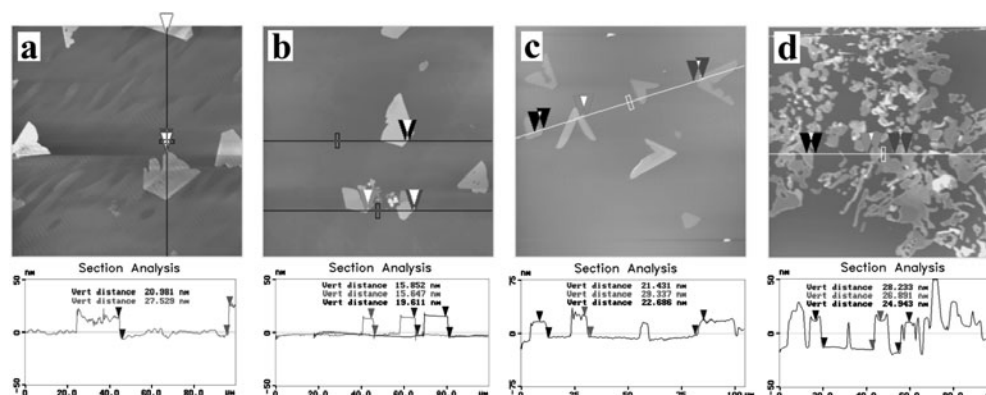 a
b
c
d
Section Analysis
Section Analysis
Section Analysis
Section Analysis
nM
50
Vert distance 20.981 nm
Vert distance 27.529 nm
0
-50
0 20.0 40.0 60.0 80.0
50
Vert distance 15.852 nm
Vert distance 15.647 nm
Vert distance 19.611 nm
0
-50
0 20.0 40.0 60.0 80.0
nM
75
Vert distance 21.431 nm
Vert distance 29.337 nm
Vert distance 22.686 nm
0
-75
0 25 50 75 100
nM
50
Vert distance 28.233 nm
Vert distance 26.891 nm
Vert distance 24.943 nm
0
-50
0 20.0 40.0 60.0 80.0